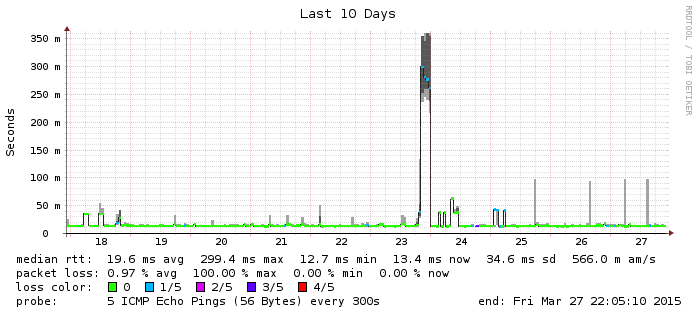 Last 10 Days
RRDTOOL / TOBI OETIKER
Seconds
350 m
300 m
250 m
200 m
150 m
100 m
50 m
0
18 19 20 21 22 23 24 25 26 27
median rtt: 19.6 ms avg 299.4 ms max 12.7 ms min 13.4 ms now 34.6 ms sd 566.0 m am/s
packet loss: 0.97 % avg 100.00 % max 0.00 % min 0.00 % now
loss color: 0 1/5 2/5 3/5 4/5
probe: 5 ICMP Echo Pings (56 Bytes) every 300s end: Fri Mar 27 22:05:10 2015